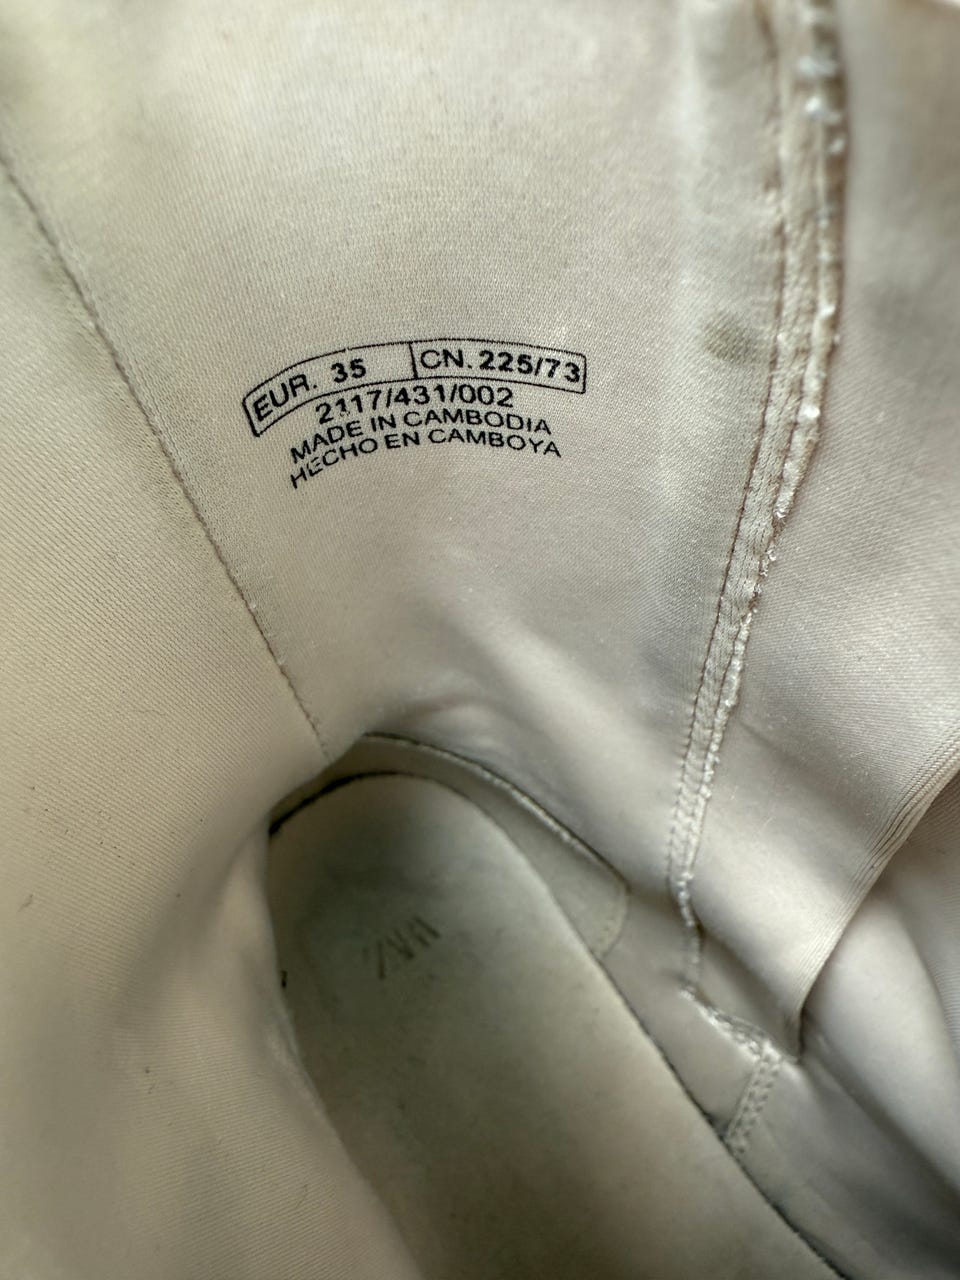 EUR. 35 CN. 225/73
2117/431/002
MADE IN CAMBODIA
HECHO EN CAMBOYA